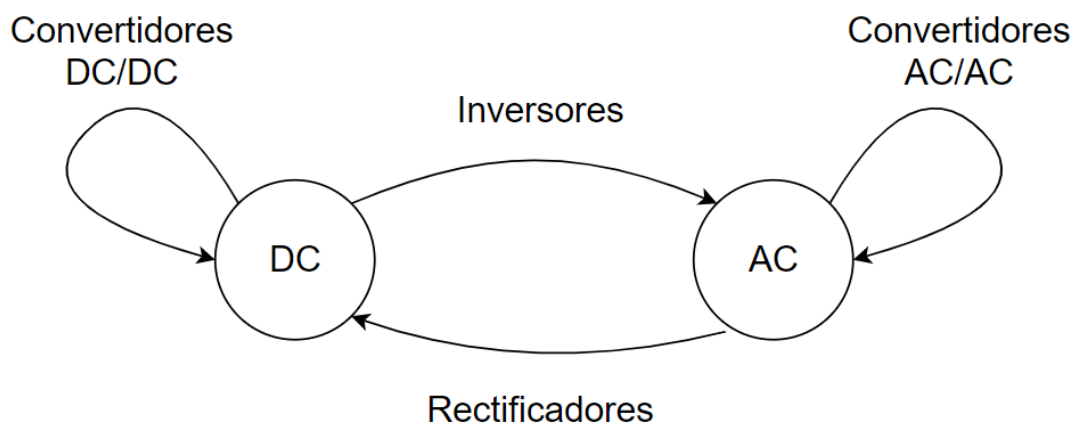 Convertidores
DC/DC
Convertidores
AC/AC
Inversores
DC
AC
Rectificadores